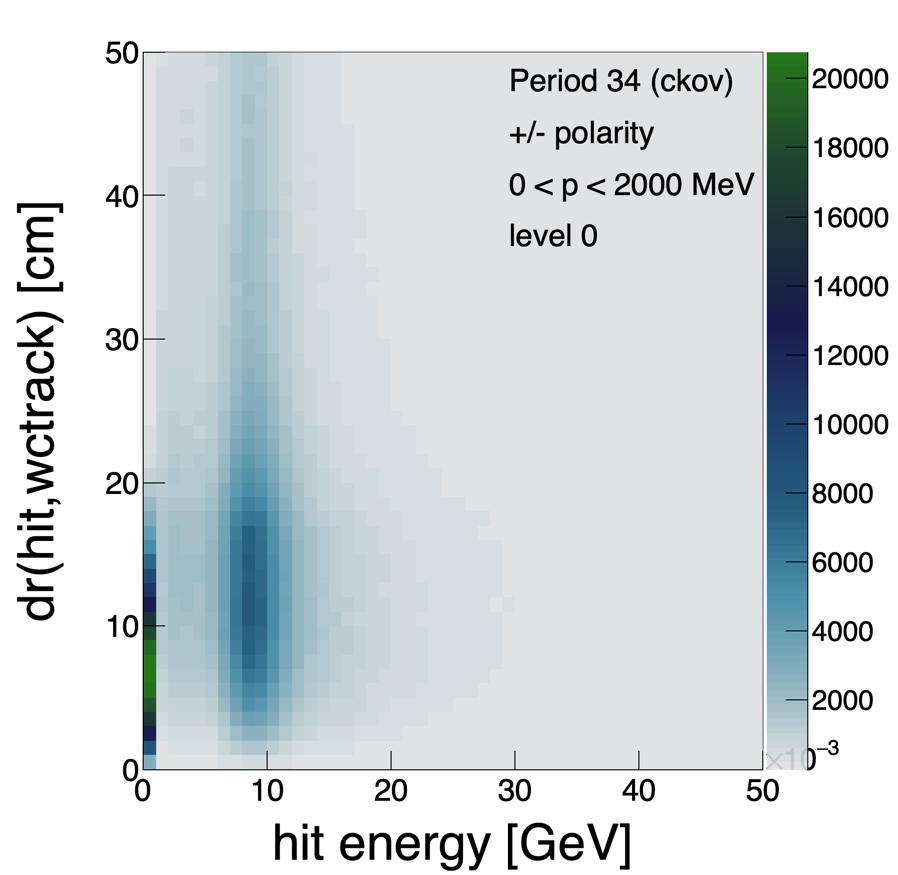 Period 34 (ckov)
+/- polarity
0 < p < 2000 MeV
level 0
dr(hit,wctrack) [cm]
50
40
30
20
10
0
0 10 20 30 40 50
hit energy [GeV]
20000
18000
16000
14000
12000
10000
8000
6000
4000
2000
×10⁻³